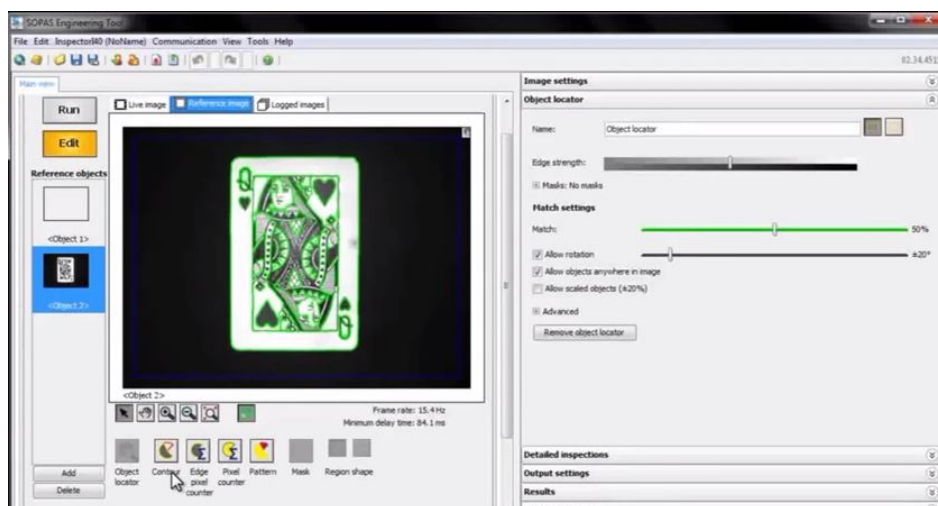 SOPAS Engineering Tool
File Edit InspectorI40 (NoName) Communication View Tools Help
02.34.451
Main view
Run
Edit
Reference objects
<Object 1>
<Object 2>
Add
Delete
Live image Reference image Logged images
Q
Q
<Object 2>
Frame rate: 15.4 Hz
Minimum delay time: 84.1 ms
Object locator
Contour
Edge pixel counter
Pixel counter
Pattern
Mask
Region shape
Image settings
Object locator
Name: Object locator
Edge strength:
Masks: No masks
Match settings
Match: 50%
Allow rotation ±20°
Allow objects anywhere in image
Allow scaled objects (±20%)
Advanced
Remove object locator
Detailed inspections
Output settings
Results